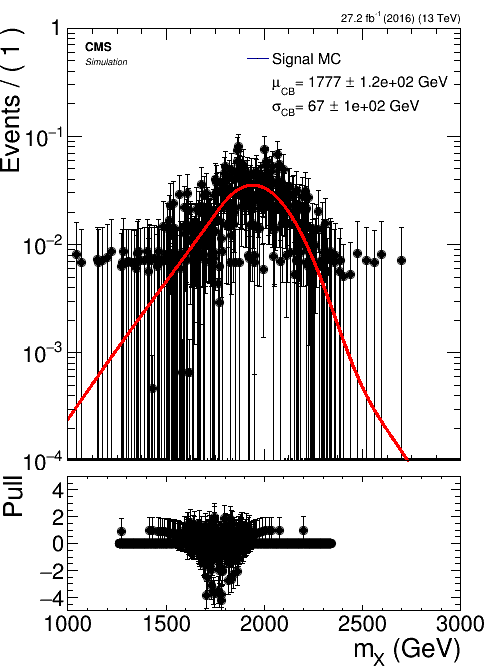 27.2 fb-1 (2016) (13 TeV)
CMS
Simulation
Signal MC
μCB= 1777 ± 1.2e+02 GeV
σCB= 67 ± 1e+02 GeV
Events / ( 1 )
1
10−1
10−2
10−3
10−4
Pull
4
2
0
−2
−4
1000 1500 2000 2500 3000
mX (GeV)